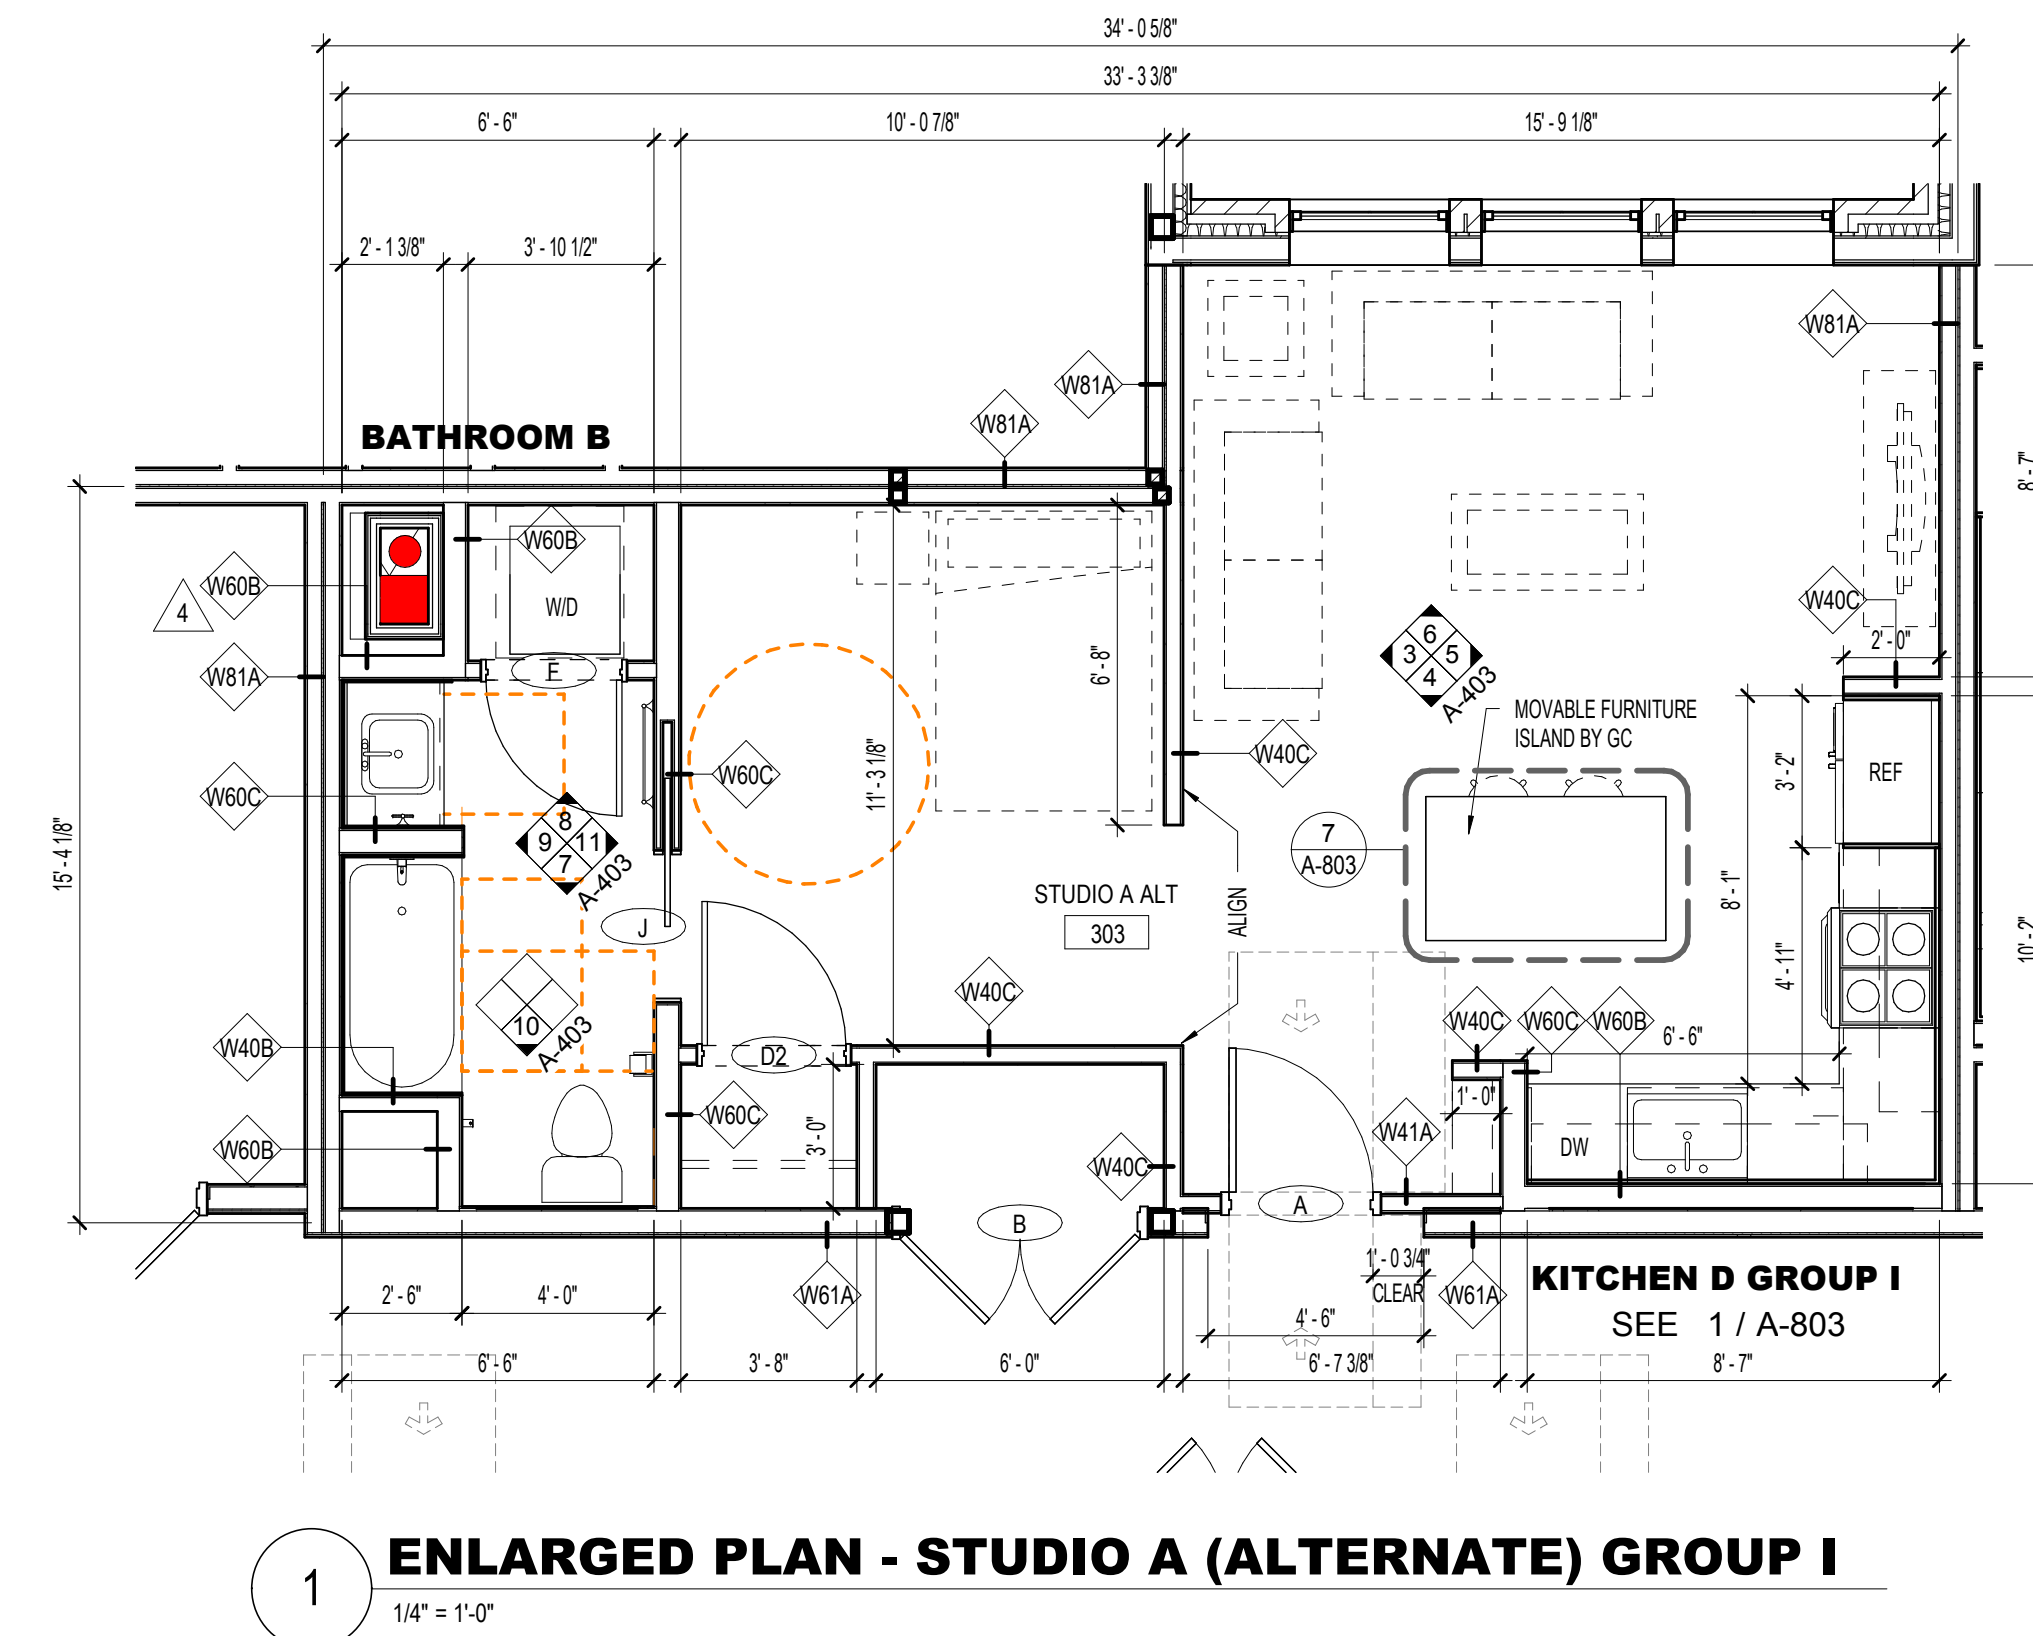 34' - 0 5/8"
33' - 3 3/8"
6' - 6"
10' - 0 7/8"
15' - 9 1/8"
2' - 1 3/8"
3' - 10 1/2"
W81A
W81A
W81A
BATHROOM B
8' - 7"
W60B
W60B
4
W/D
W40C
2' - 0"
6
3
5
4
A-403
F
6' - 8"
W81A
MOVABLE FURNITURE
ISLAND BY GC
W40C
W60C
11' - 3 1/8"
3' - 2"
REF
W60C
8
9
11
7
A-403
7
A-803
15' - 4 1/8"
8' - 1"
STUDIO A ALT
303
ALIGN
J
10' - 2"
4' - 11"
W40C
10
A-403
W40C
W60C
W60B
6' - 6"
W40B
D2
1' - 0"
W60C
3' - 0"
W41A
DW
W60B
W40C
A
B
1' - 0 3/4"
CLEAR
W61A
W61A
KITCHEN D GROUP I
SEE 1 / A-803
2' - 6"
4' - 0"
4' - 6"
6' - 6"
3' - 8"
6' - 0"
6' - 7 3/8"
8' - 7"
1
ENLARGED PLAN - STUDIO A (ALTERNATE) GROUP I
1/4" = 1'-0"